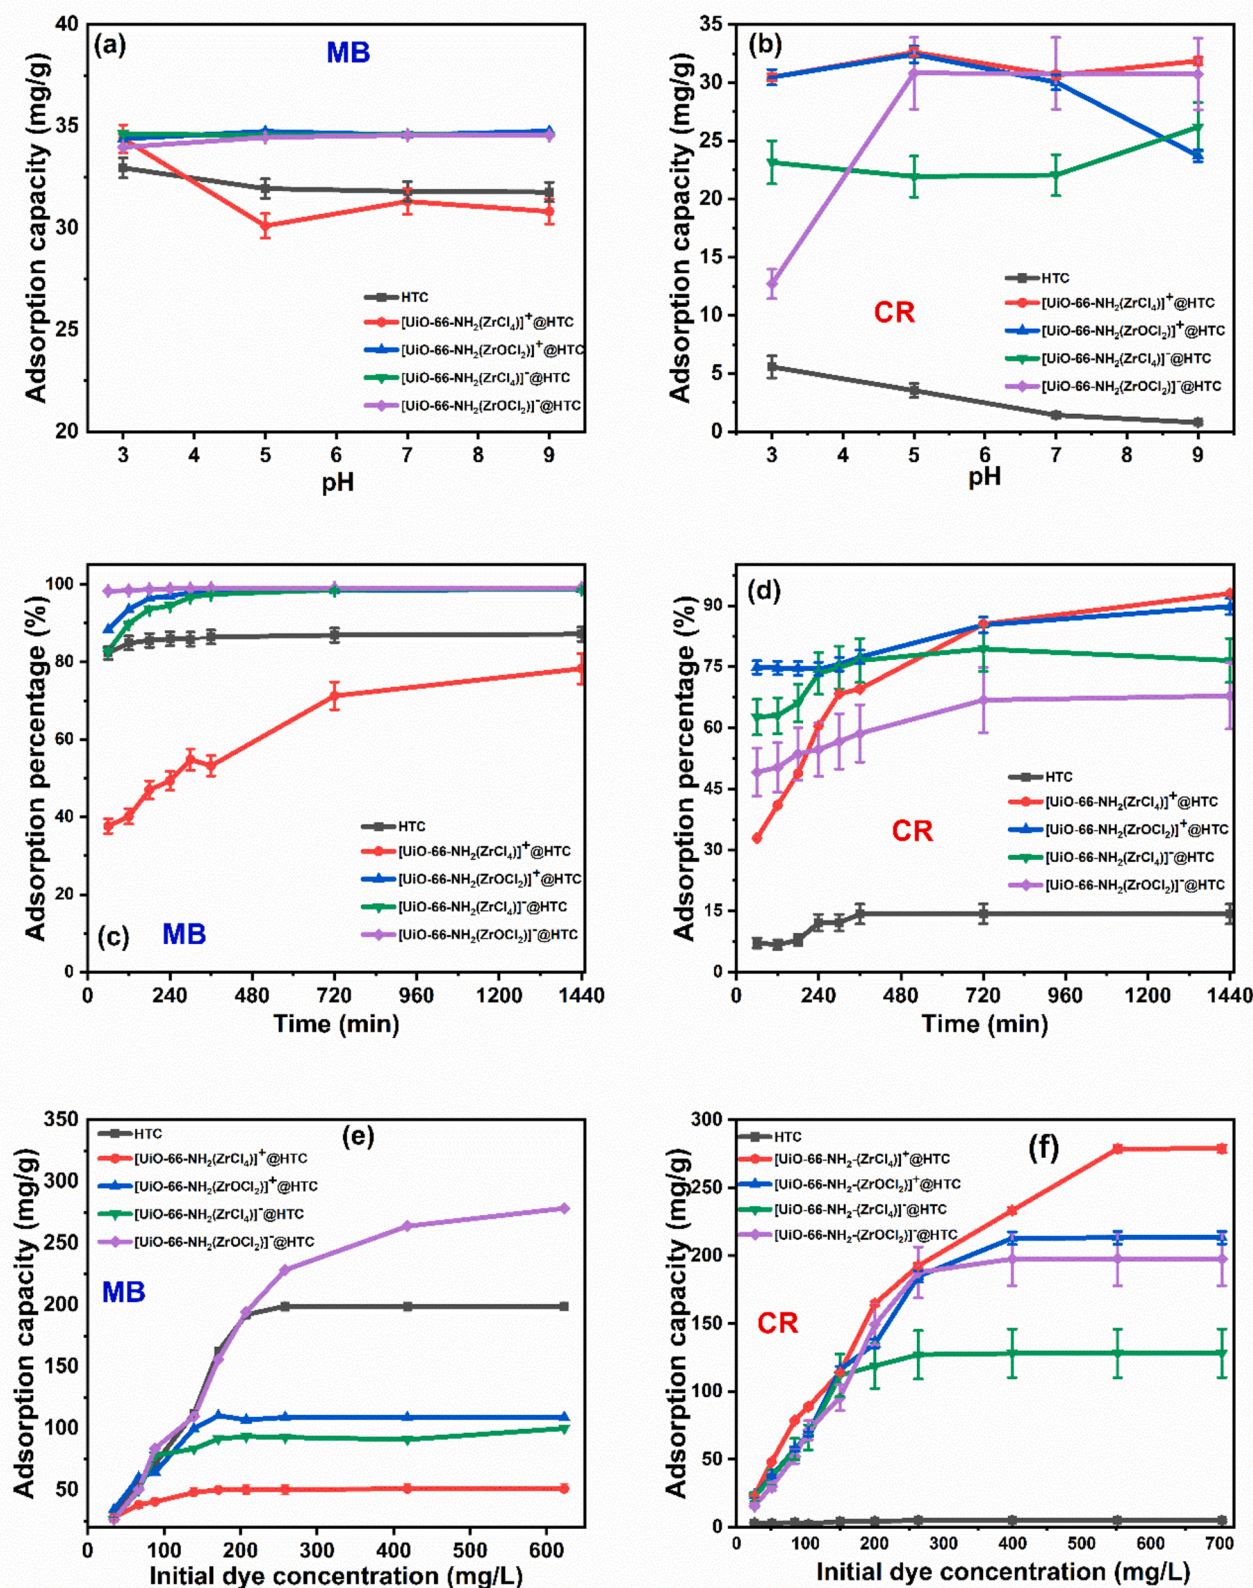 (a)
MB
Adsorption capacity (mg/g)
40
35
30
25
20
HTC
[UiO-66-NH₂(ZrCl₄)]⁺@HTC
[UiO-66-NH₂(ZrOCl₂)]⁺@HTC
[UiO-66-NH₂(ZrCl₄)]⁻@HTC
[UiO-66-NH₂(ZrOCl₂)]⁻@HTC
3 4 5 6 7 8 9
pH
(b)
CR
Adsorption capacity (mg/g)
35
30
25
20
15
10
5
0
HTC
[UiO-66-NH₂(ZrCl₄)]⁺@HTC
[UiO-66-NH₂(ZrOCl₂)]⁺@HTC
[UiO-66-NH₂(ZrCl₄)]⁻@HTC
[UiO-66-NH₂(ZrOCl₂)]⁻@HTC
3 4 5 6 7 8 9
pH
Adsorption percentage (%)
100
80
60
40
20
0
HTC
[UiO-66-NH₂(ZrCl₄)]⁺@HTC
[UiO-66-NH₂(ZrOCl₂)]⁺@HTC
[UiO-66-NH₂(ZrCl₄)]⁻@HTC
[UiO-66-NH₂(ZrOCl₂)]⁻@HTC
(c)
MB
0 240 480 720 960 1200 1440
Time (min)
(d)
Adsorption percentage (%)
90
75
60
45
30
15
0
CR
HTC
[UiO-66-NH₂(ZrCl₄)]⁺@HTC
[UiO-66-NH₂(ZrOCl₂)]⁺@HTC
[UiO-66-NH₂(ZrCl₄)]⁻@HTC
[UiO-66-NH₂(ZrOCl₂)]⁻@HTC
0 240 480 720 960 1200 1440
Time (min)
(e)
Adsorption capacity (mg/g)
350
300
250
200
150
100
50
HTC
[UiO-66-NH₂(ZrCl₄)]⁺@HTC
[UiO-66-NH₂(ZrOCl₂)]⁺@HTC
[UiO-66-NH₂(ZrCl₄)]⁻@HTC
[UiO-66-NH₂(ZrOCl₂)]⁻@HTC
MB
0 100 200 300 400 500 600
Initial dye concentration (mg/L)
(f)
Adsorption capacity (mg/g)
300
250
200
150
100
50
0
HTC
[UiO-66-NH₂-(ZrCl₄)]⁺@HTC
[UiO-66-NH₂-(ZrOCl₂)]⁺@HTC
[UiO-66-NH₂-(ZrCl₄)]⁻@HTC
[UiO-66-NH₂-(ZrOCl₂)]⁻@HTC
CR
0 100 200 300 400 500 600 700
Initial dye concentration (mg/L)